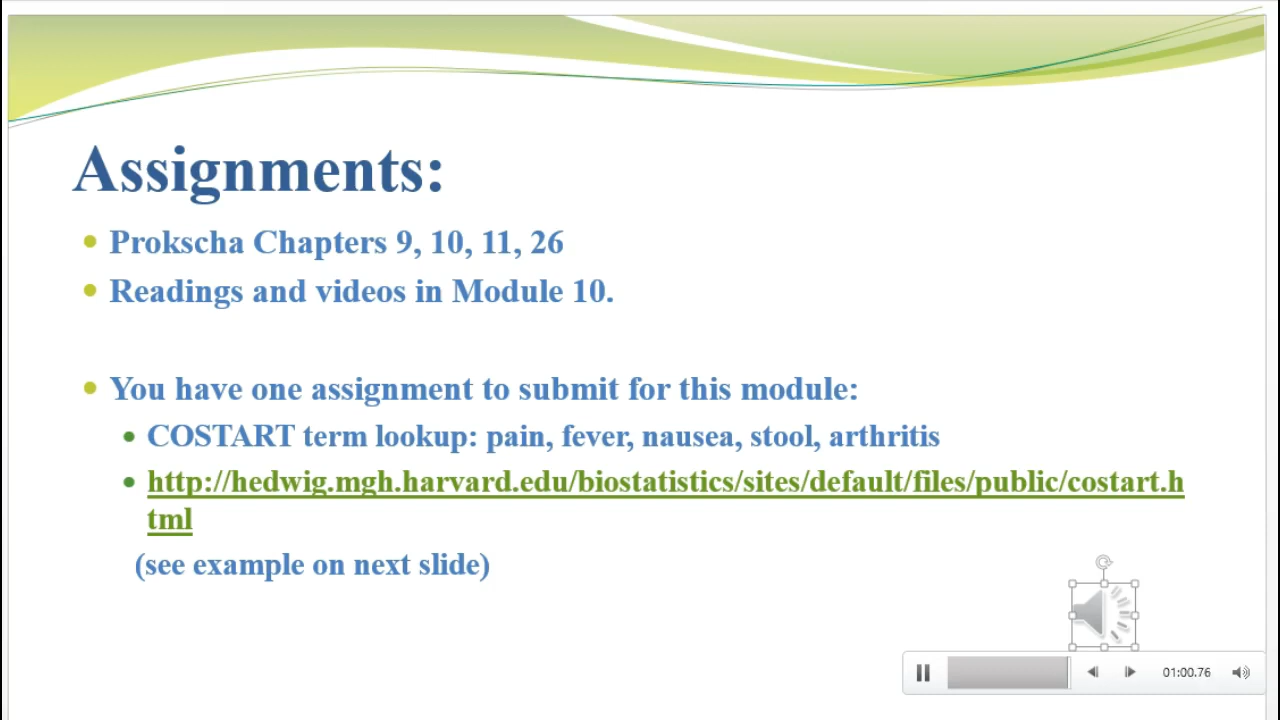 Assignments:
Prokscha Chapters 9, 10, 11, 26
Readings and videos in Module 10.
You have one assignment to submit for this module:
COSTART term lookup: pain, fever, nausea, stool, arthritis
http://hedwig.mgh.harvard.edu/biostatistics/sites/default/files/public/costart.h
tml
(see example on next slide)
01:00.76